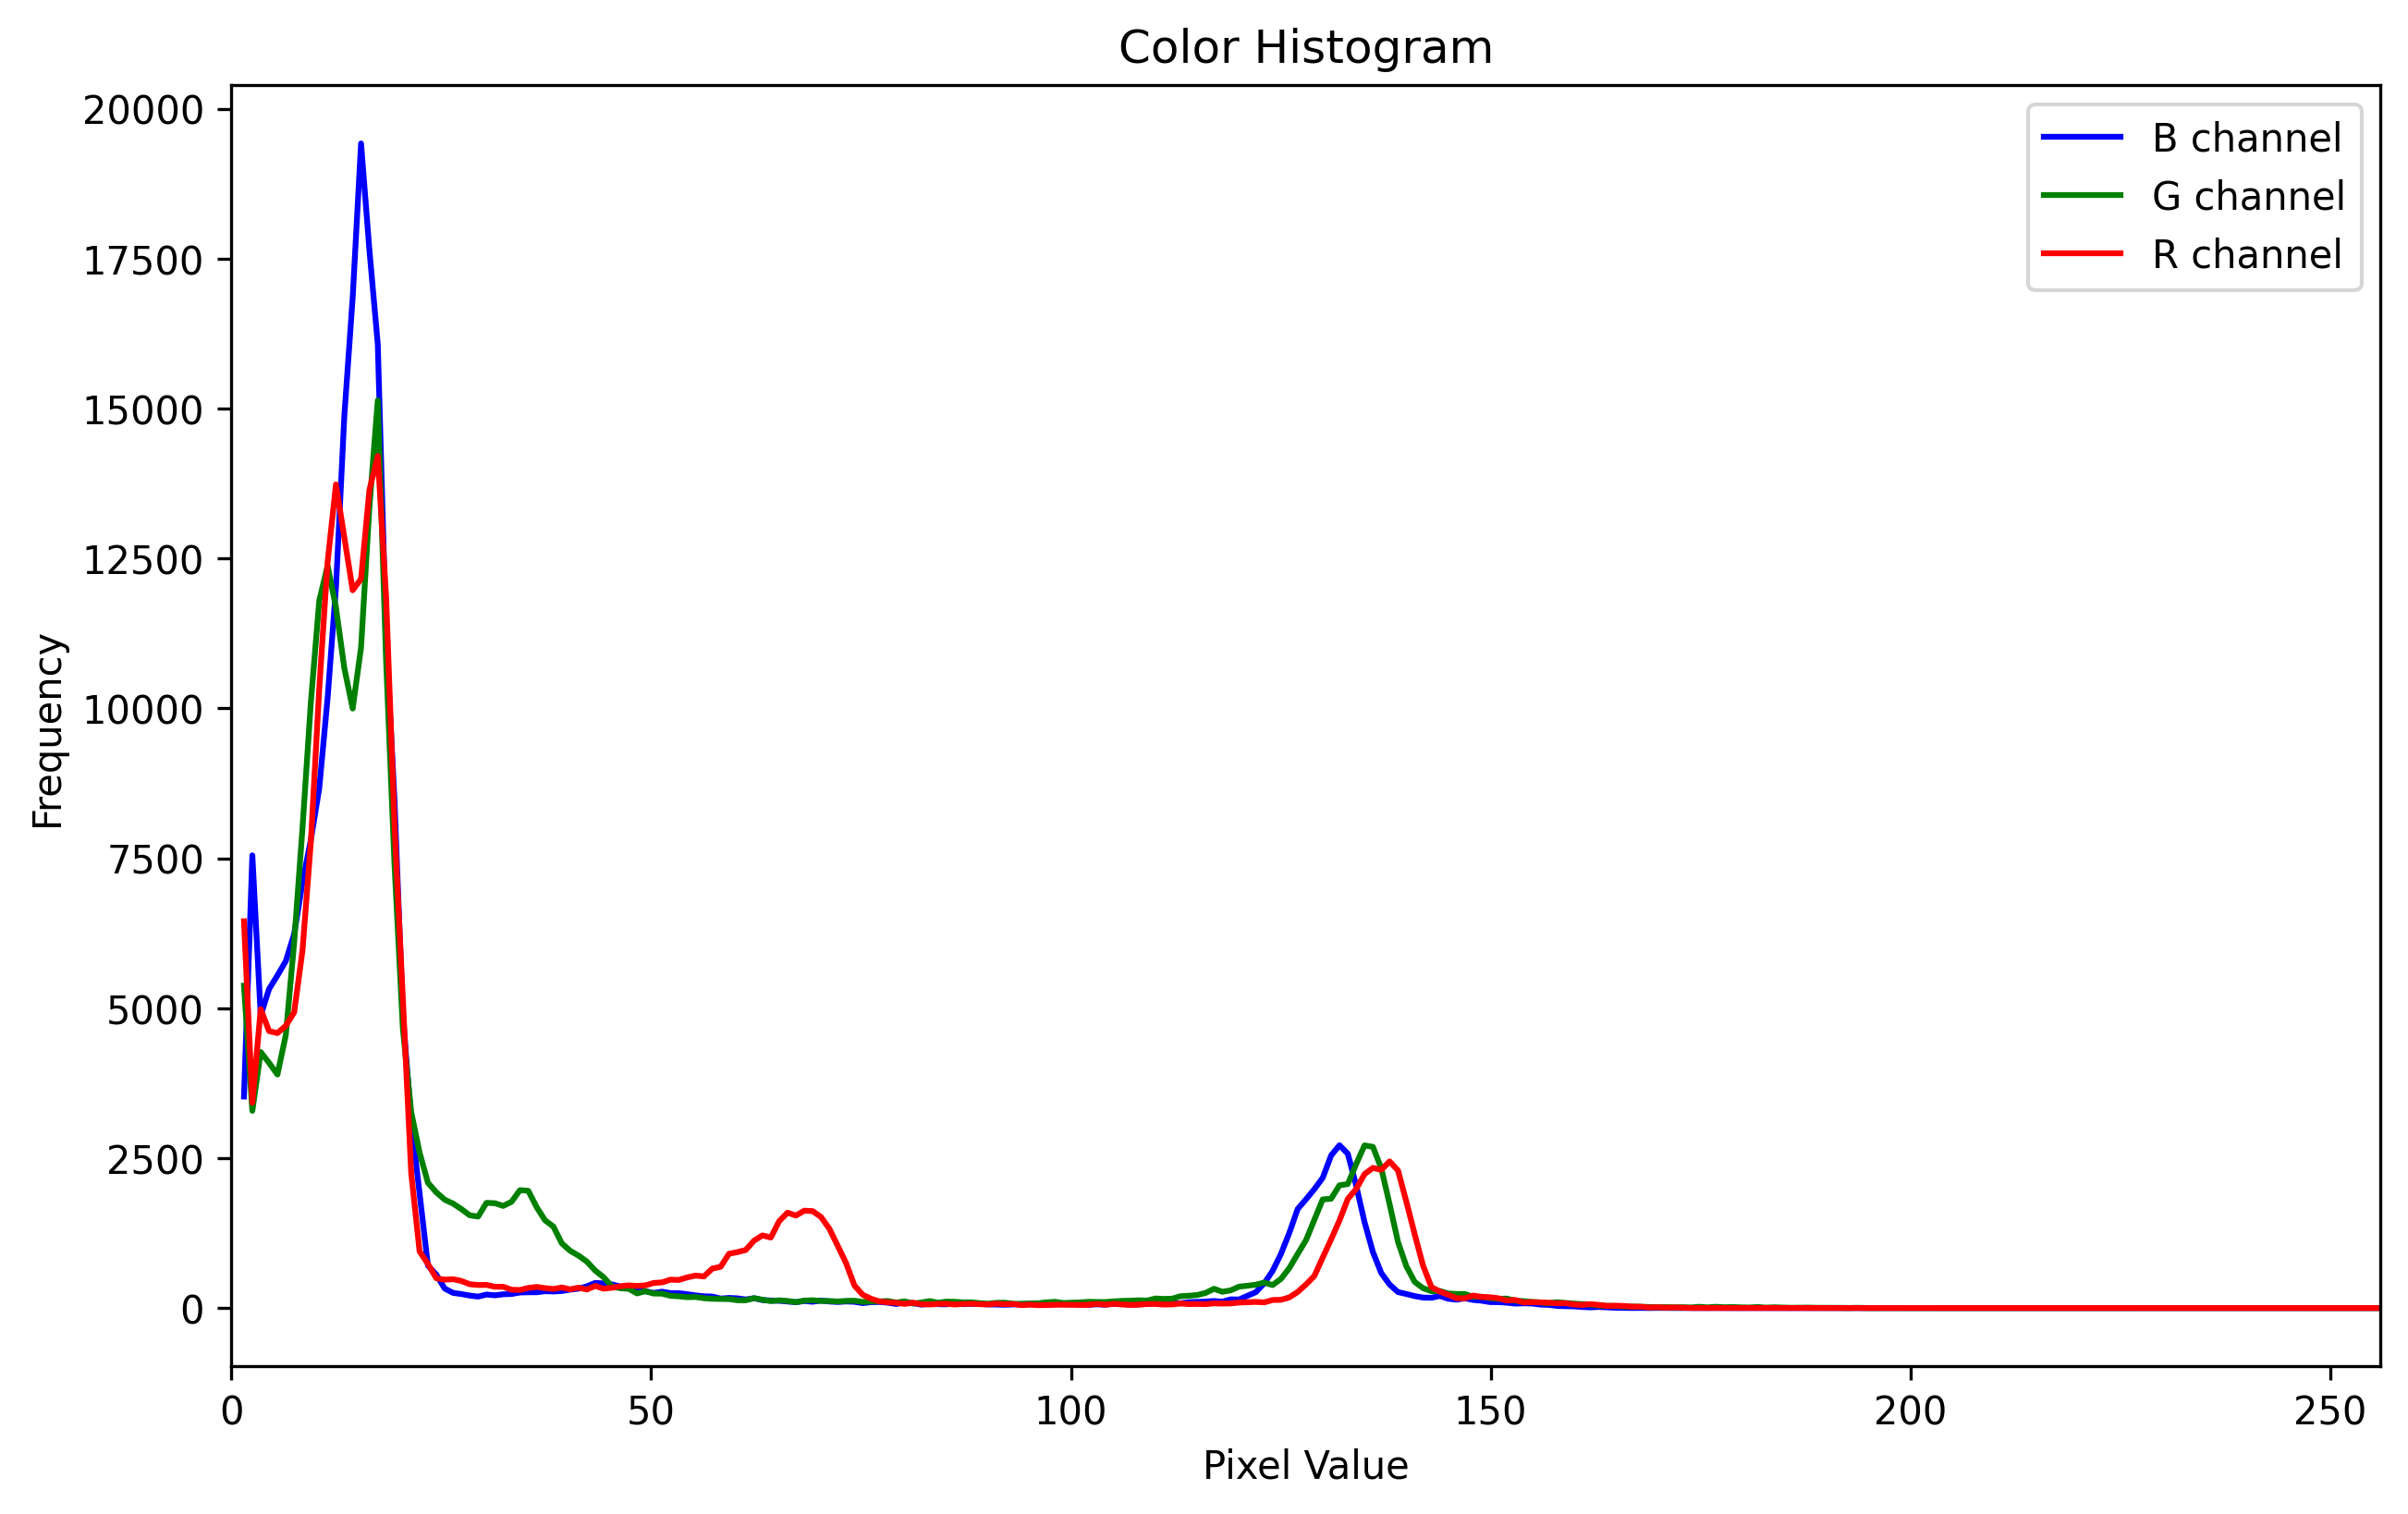 Color Histogram
20000
17500
15000
12500
10000
7500
5000
2500
0
Frequency
B channel
G channel
R channel
0 50 100 150 200 250
Pixel Value